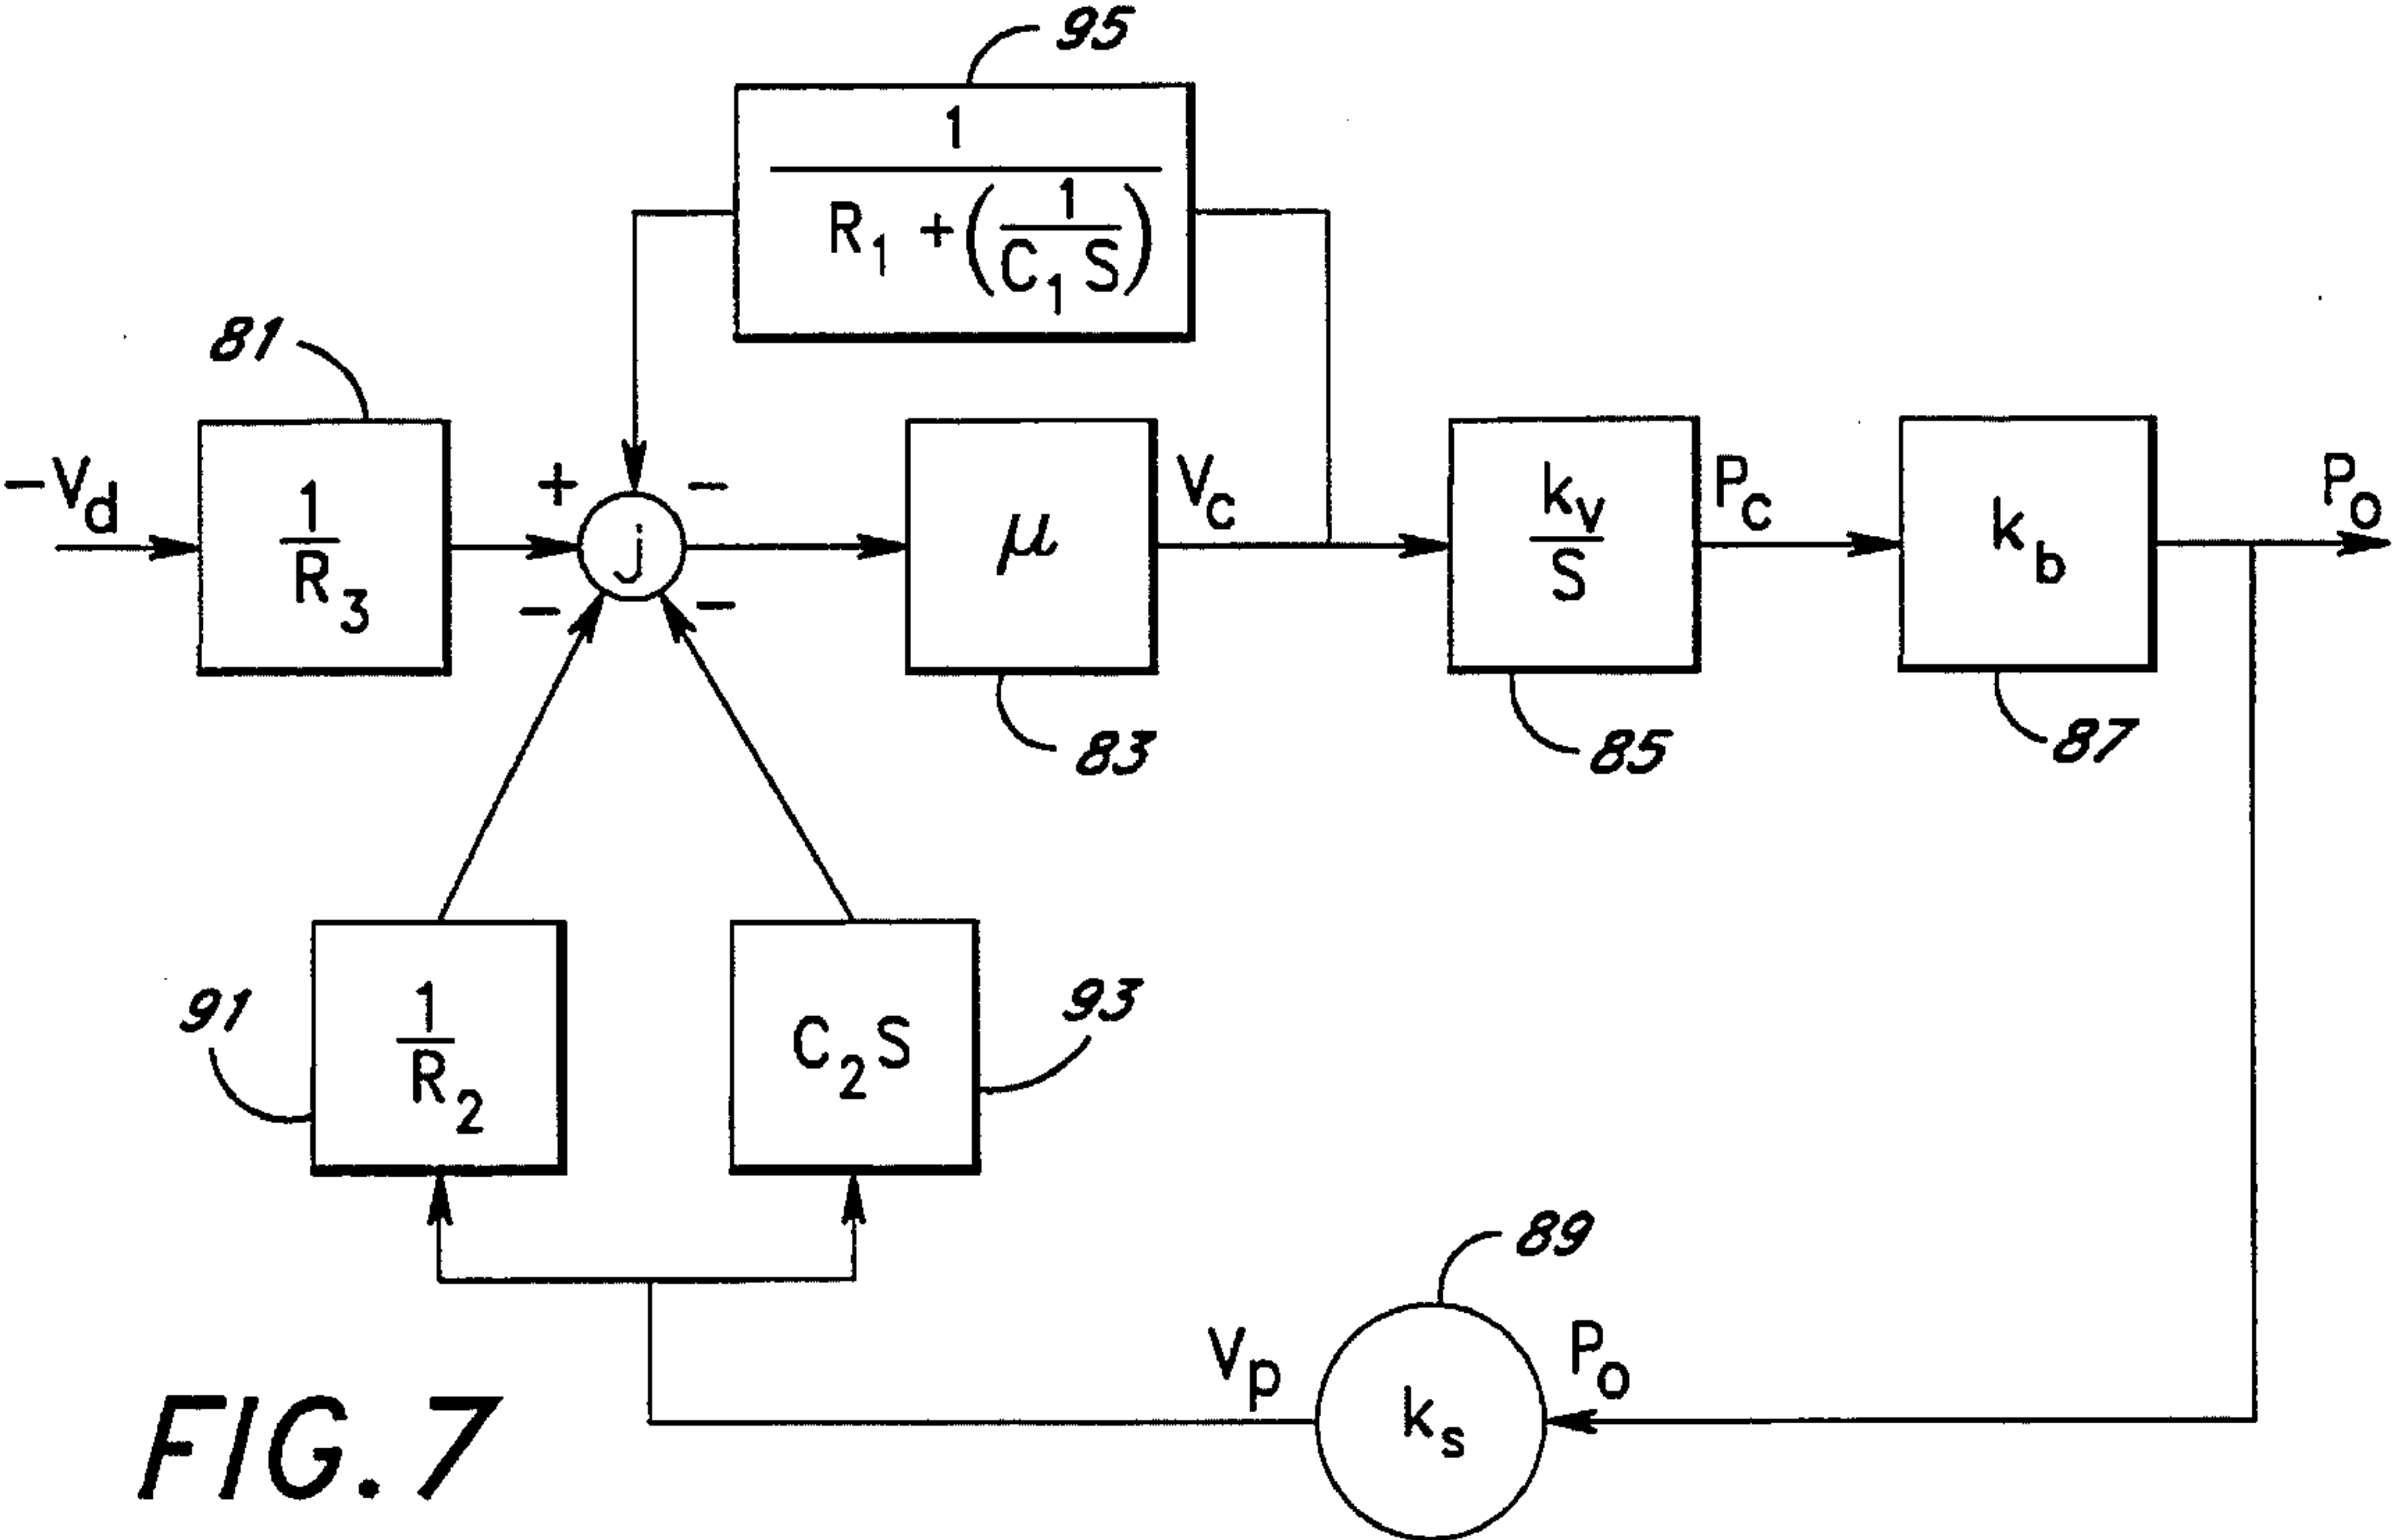 95
1
R₁ + (1
C₁ S)
81
-Vd
1
R₃
+
-
j
-
-
μ
Vc
kv
S
Pc
kb
Po
83
85
87
91
1
R₂
C₂ S
93
89
Vp
ks
Po
FIG. 7